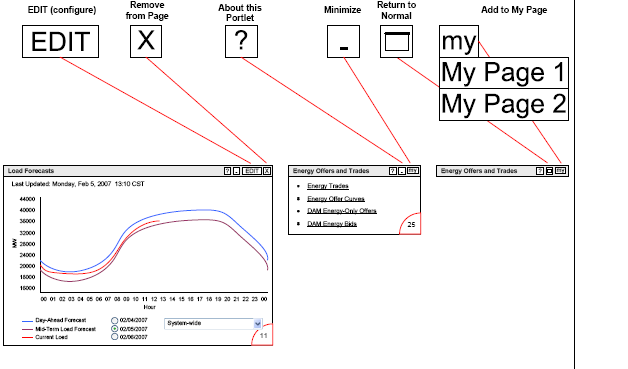 EDIT (configure)
Remove
from Page
About this
Portlet
Minimize
Return to
Normal
Add to My Page
EDIT
X
?
-
my
My Page 1
My Page 2
Load Forecasts
? - EDIT X
Last Updated: Monday, Feb 5, 2007 13:10 CST
44000
40000
36000
32000
28000
24000
20000
16000
MW
00 01 02 03 04 05 06 07 08 09 10 11 12 13 14 15 16 17 18 19 20 21 22 23 00
Hour
Day-Ahead Forecast
02/04/2007
Mid-Term Load Forecast
02/05/2007
Current Load
02/06/2007
System-wide
11
Energy Offers and Trades
? - my
Energy Trades
Energy Offer Curves
DAM Energy-Only Offers
DAM Energy Bids
25
Energy Offers and Trades
? my